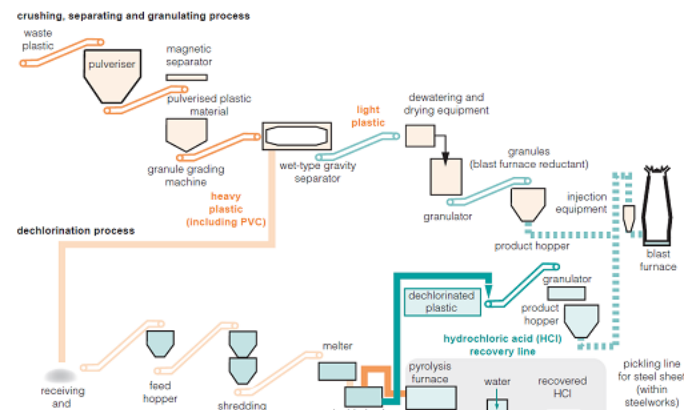 crushing, separating and granulating process
waste
plastic
pulveriser
magnetic
separator
pulverised plastic
material
granule grading
machine
light
plastic
wet-type gravity
separator
heavy
plastic
(including PVC)
dewatering and
drying equipment
granulator
granules
(blast furnace reductant)
product hopper
injection
equipment
blast
furnace
dechlorination process
dechlorinated
plastic
granulator
product
hopper
hydrochloric acid (HCl)
recovery line
receiving
and
feed
hopper
shredding
melter
pyrolysis
furnace
water
recovered
HCl
pickling line
for steel sheet
(within
steelworks)